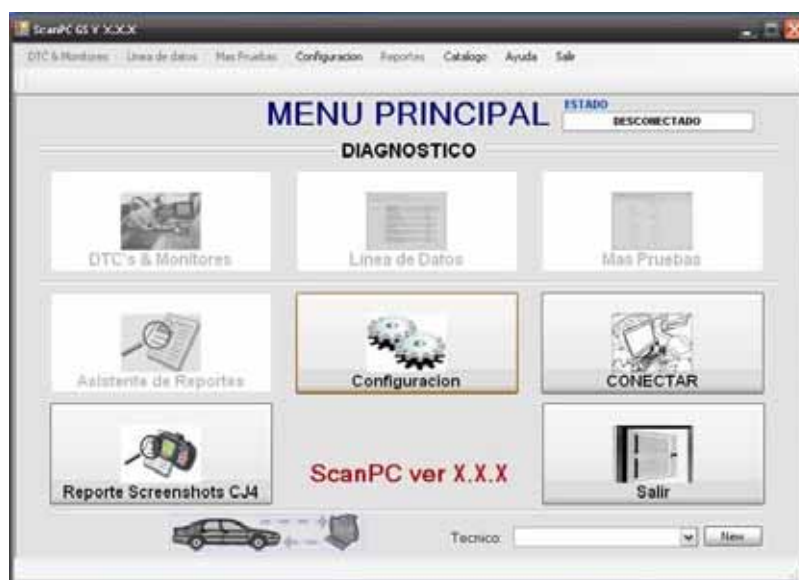 ScanPC GS V X.X.X
DTC & Monitores Linea de datos Mas Pruebas Configuracion Reportes Catalogo Ayuda Salir
MENU PRINCIPAL
ESTADO
DESCONECTADO
DIAGNOSTICO
DTC's & Monitores Linea de Datos Mas Pruebas
Asistente de Reportes Configuracion CONECTAR
Reporte Screenshots CJ4 ScanPC ver X.X.X Salir
Tecnico: New